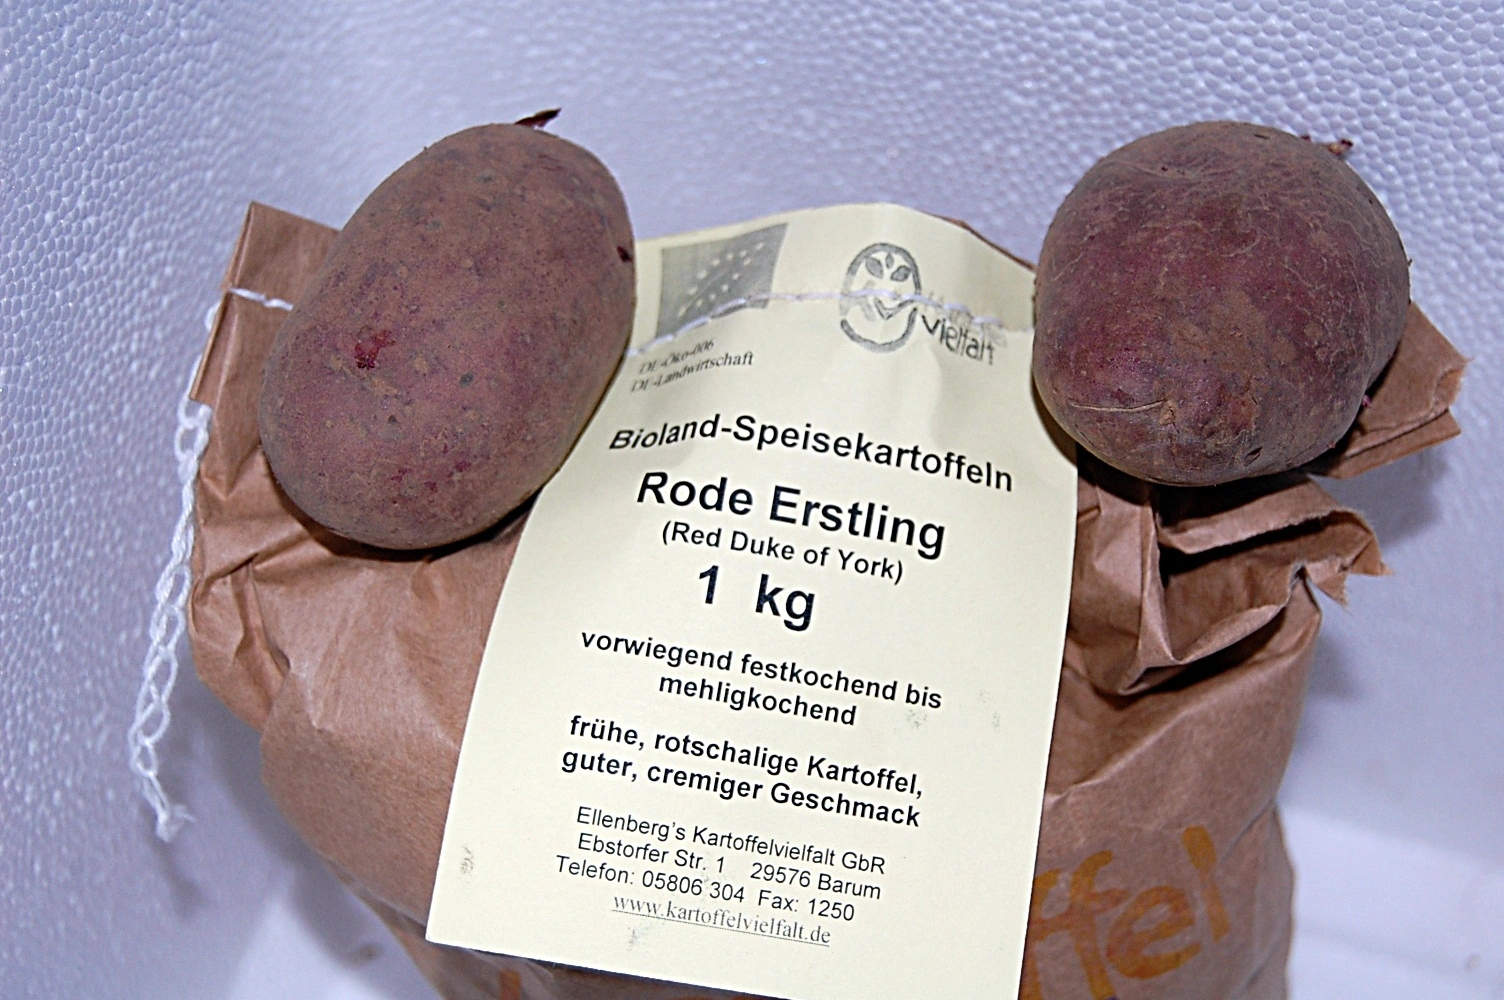 vielfalt
DE-Öko-006
DE-Landwirtschaft
Bioland-Speisekartoffeln
Rode Erstling
(Red Duke of York)
1 kg
vorwiegend festkochend bis
mehligkochend
frühe, rotschalige Kartoffel,
guter, cremiger Geschmack
Ellenberg's Kartoffelvielfalt GbR
Ebstorfer Str. 1 29576 Barum
Telefon: 05806 304 Fax: 1250
www.kartoffelvielfalt.de
ffel